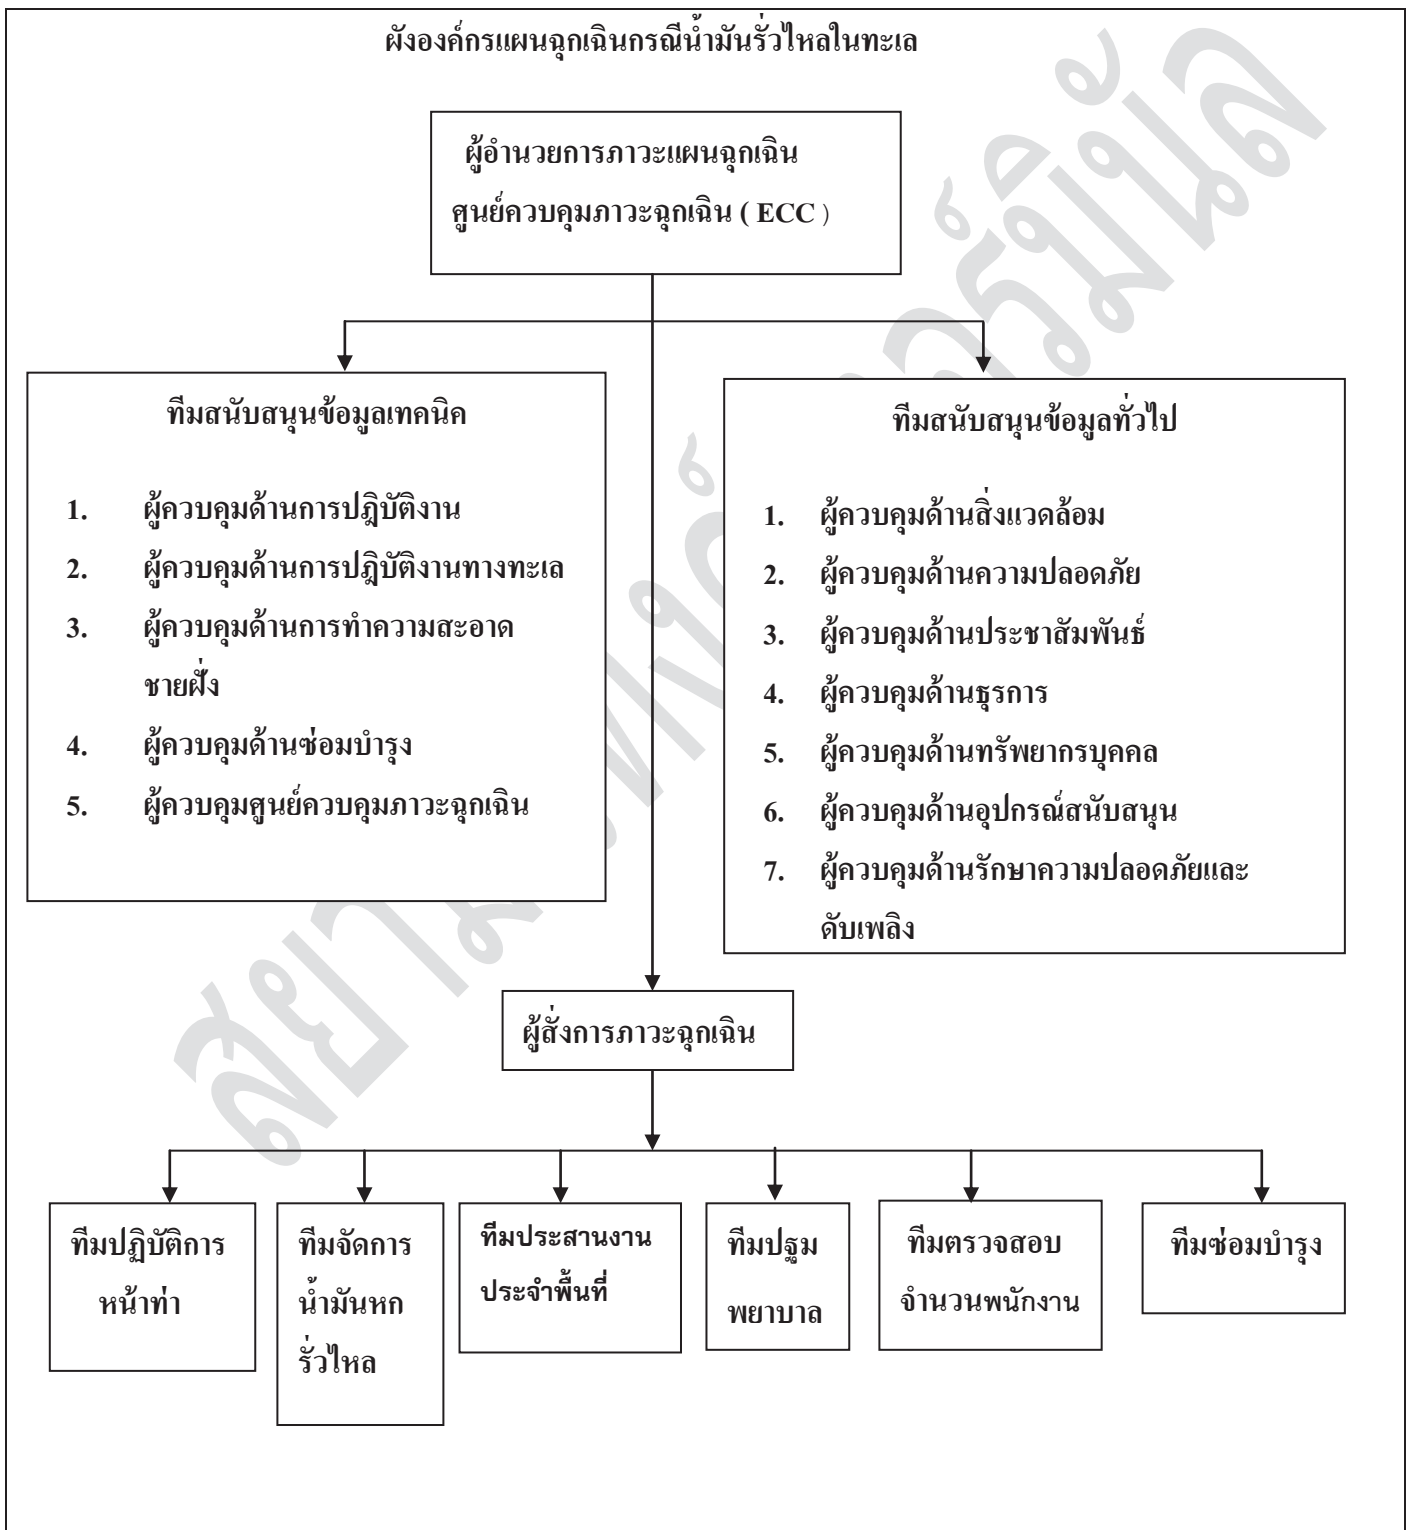 ผังองค์กรแผนฉุกเฉินกรณีน้ำมันรั่วไหลในทะเล
ผู้อำนวยการภาวะแผนฉุกเฉิน
ศูนย์ควบคุมภาวะฉุกเฉิน ( ECC )
ทีมสนับสนุนข้อมูลเทคนิค
1. ผู้ควบคุมด้านการปฎิบัติงาน
2. ผู้ควบคุมด้านการปฎิบัติงานทางทะเล
3. ผู้ควบคุมด้านการทำความสะอาด
ชายฝั่ง
4. ผู้ควบคุมด้านซ่อมบำรุง
5. ผู้ควบคุมศูนย์ควบคุมภาวะฉุกเฉิน
ทีมสนับสนุนข้อมูลทั่วไป
1. ผู้ควบคุมด้านสิ่งแวดล้อม
2. ผู้ควบคุมด้านความปลอดภัย
3. ผู้ควบคุมด้านประชาสัมพันธ์
4. ผู้ควบคุมด้านธุรการ
5. ผู้ควบคุมด้านทรัพยากรบุคคล
6. ผู้ควบคุมด้านอุปกรณ์สนับสนุน
7. ผู้ควบคุมด้านรักษาความปลอดภัยและ
ดับเพลิง
ผู้สั่งการภาวะฉุกเฉิน
ทีมปฏิบัติการ
หน้าท่า
ทีมจัดการ
น้ำมันหก
รั่วไหล
ทีมประสานงาน
ประจำพื้นที่
ทีมปฐม
พยาบาล
ทีมตรวจสอบ
จำนวนพนักงาน
ทีมซ่อมบำรุง